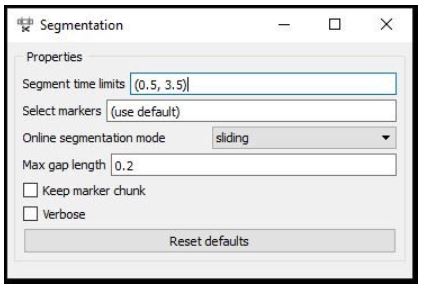 Segmentation
Properties
Segment time limits (0.5, 3.5)
Select markers (use default)
Online segmentation mode sliding
Max gap length 0.2
Keep marker chunk
Verbose
Reset defaults